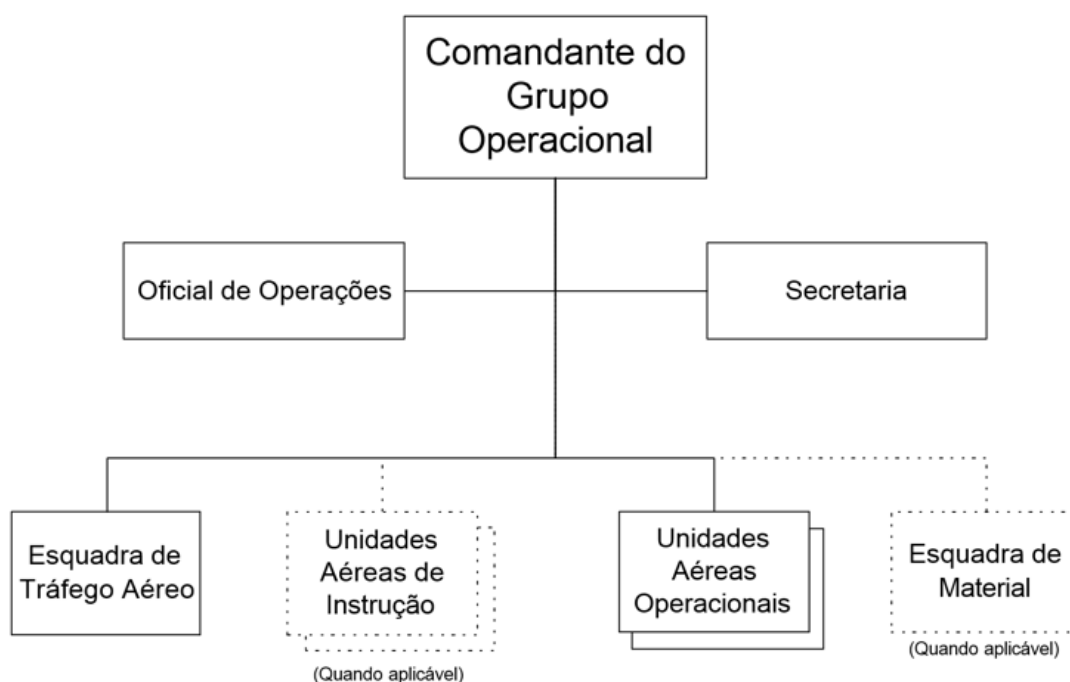 Comandante do
Grupo
Operacional
Oficial de Operações
Secretaria
Esquadra de
Tráfego Aéreo
Unidades
Aéreas de
Instrução
(Quando aplicável)
Unidades
Aéreas
Operacionais
Esquadra de
Material
(Quando aplicável)